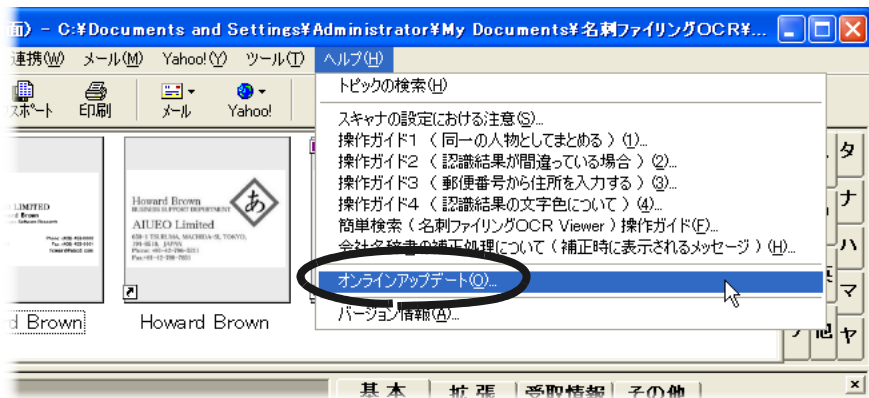 面) - C:¥Documents and Settings¥Administrator¥My Documents¥名刺ファイリングOCR¥...
連携(W) メール(M) Yahoo!(Y) ツール(T) ヘルプ(H)
スポート 印刷 メール Yahoo!
トピックの検索(H)
スキャナの設定における注意(S)...
操作ガイド1 (同一の人物としてまとめる) (1)...
操作ガイド2 (認識結果が間違っている場合) (2)...
操作ガイド3 (郵便番号から住所を入力する) (3)...
操作ガイド4 (認識結果の文字色について) (4)...
簡単検索(名刺ファイリングOCR Viewer)操作ガイド(F)...
会社名辞書の補正処理について(補正時に表示されるメッセージ)(H)...
オンラインアップデート(O)...
バージョン情報(A)...
LIMITED
Howard Brown
BUSINESS SUPPORT DEPARTMENT
あ
AIUEO Limited
d Brown
Howard Brown
タ
ナ
ハ
マ
ヤ
他
基本 拡張 受取情報 その他